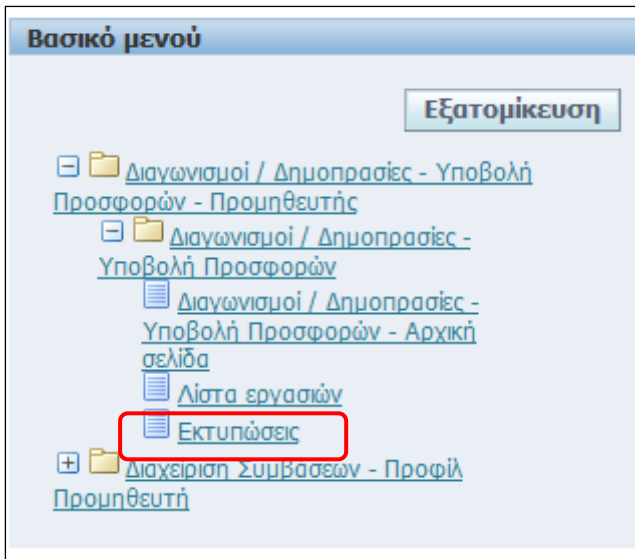 Βασικό μενού
Εξατομίκευση
Διαγωνισμοί / Δημοπρασίες - Υποβολή
Προσφορών - Προμηθευτής
Διαγωνισμοί / Δημοπρασίες -
Υποβολή Προσφορών
Διαγωνισμοί / Δημοπρασίες -
Υποβολή Προσφορών - Αρχική
σελίδα
Λίστα εργασιών
Εκτυπώσεις
Διαχείριση Συμβάσεων - Προφίλ
Προμηθευτή